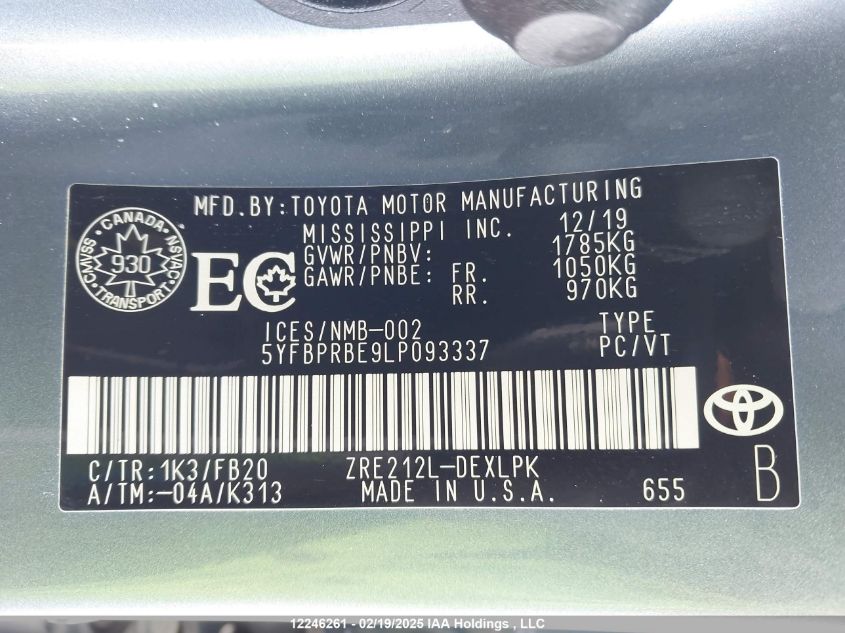 MFD.BY:TOYOTA MOTOR MANUFACTURING
MISSISSIPPI INC. 12/19
GVWR/PNBV: 1785KG
GAWR/PNBE: FR. 1050KG
RR. 970KG
CANADA
CMVSS
NSVAC
930
TRANSPORT
EC
ICES/NMB-002 TYPE
5YFBPRBE9LP093337 PC/VT
C/TR:1K3/FB20 ZRE212L-DEXLPK
A/TM:-04A/K313 MADE IN U.S.A. 655 B
12246261 - 02/19/2025 IAA Holdings , LLC